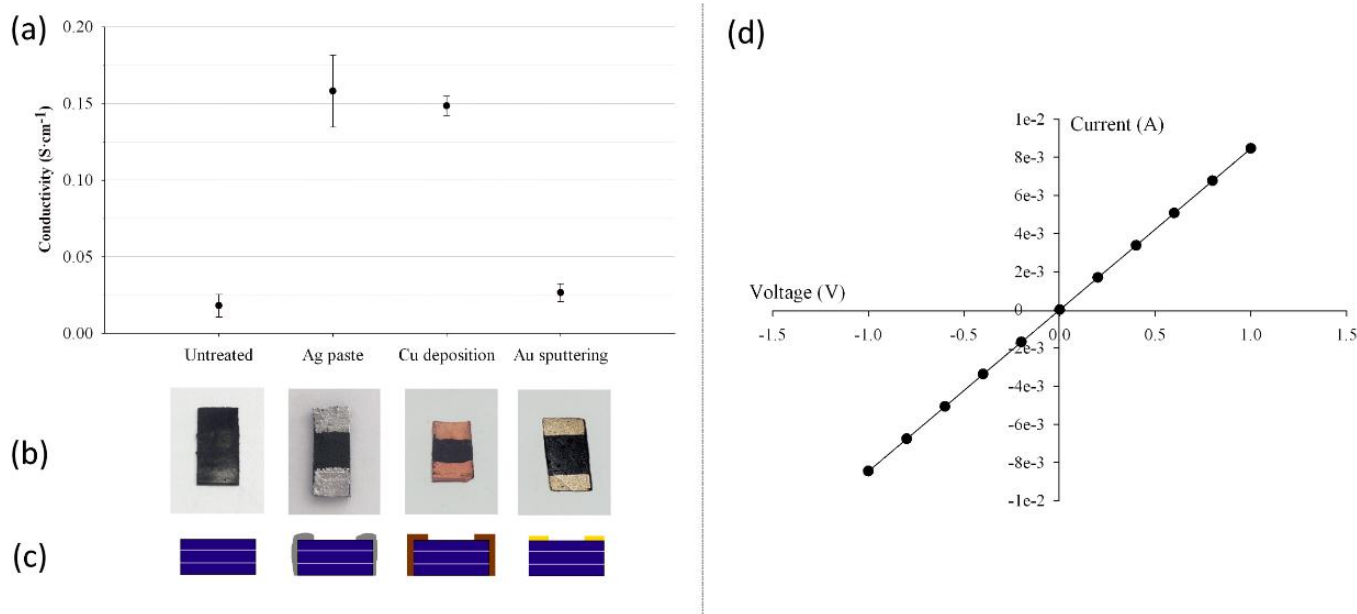 (a)
0.20
0.15
0.10
0.05
0.00
Conductivity (S·cm⁻¹)
Untreated
Ag paste
Cu deposition
Au sputtering
(b)
(c)
(d)
Current (A)
1e-2
8e-3
6e-3
4e-3
2e-3
0
-2e-3
-4e-3
-6e-3
-8e-3
-1e-2
Voltage (V)
-1.5
-1.0
-0.5
0.0
0.5
1.0
1.5